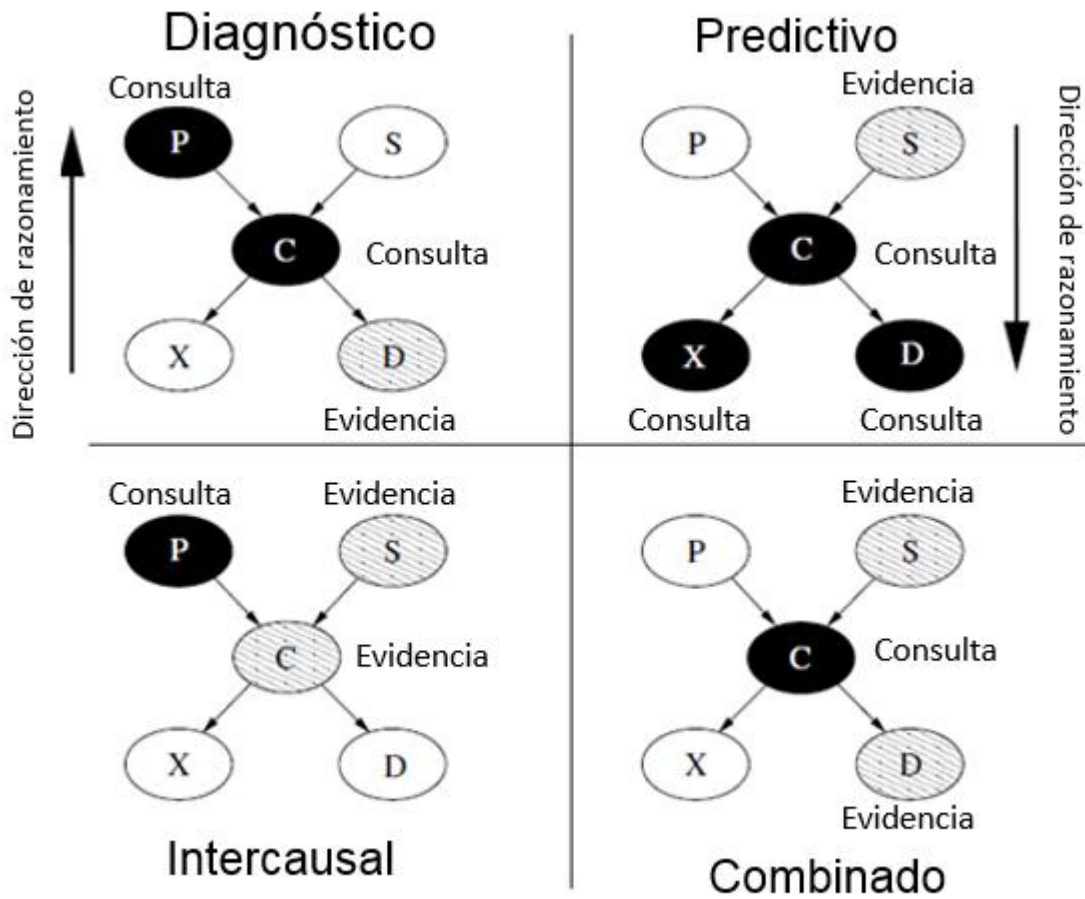 Diagnóstico
Consulta
P
S
C
Consulta
X
D
Evidencia
Dirección de razonamiento
Predictivo
Evidencia
P
S
C
Consulta
X
D
Consulta
Consulta
Dirección de razonamiento
Consulta
Evidencia
P
S
C
Evidencia
X
D
Intercausal
Evidencia
P
S
C
Consulta
X
D
Evidencia
Combinado